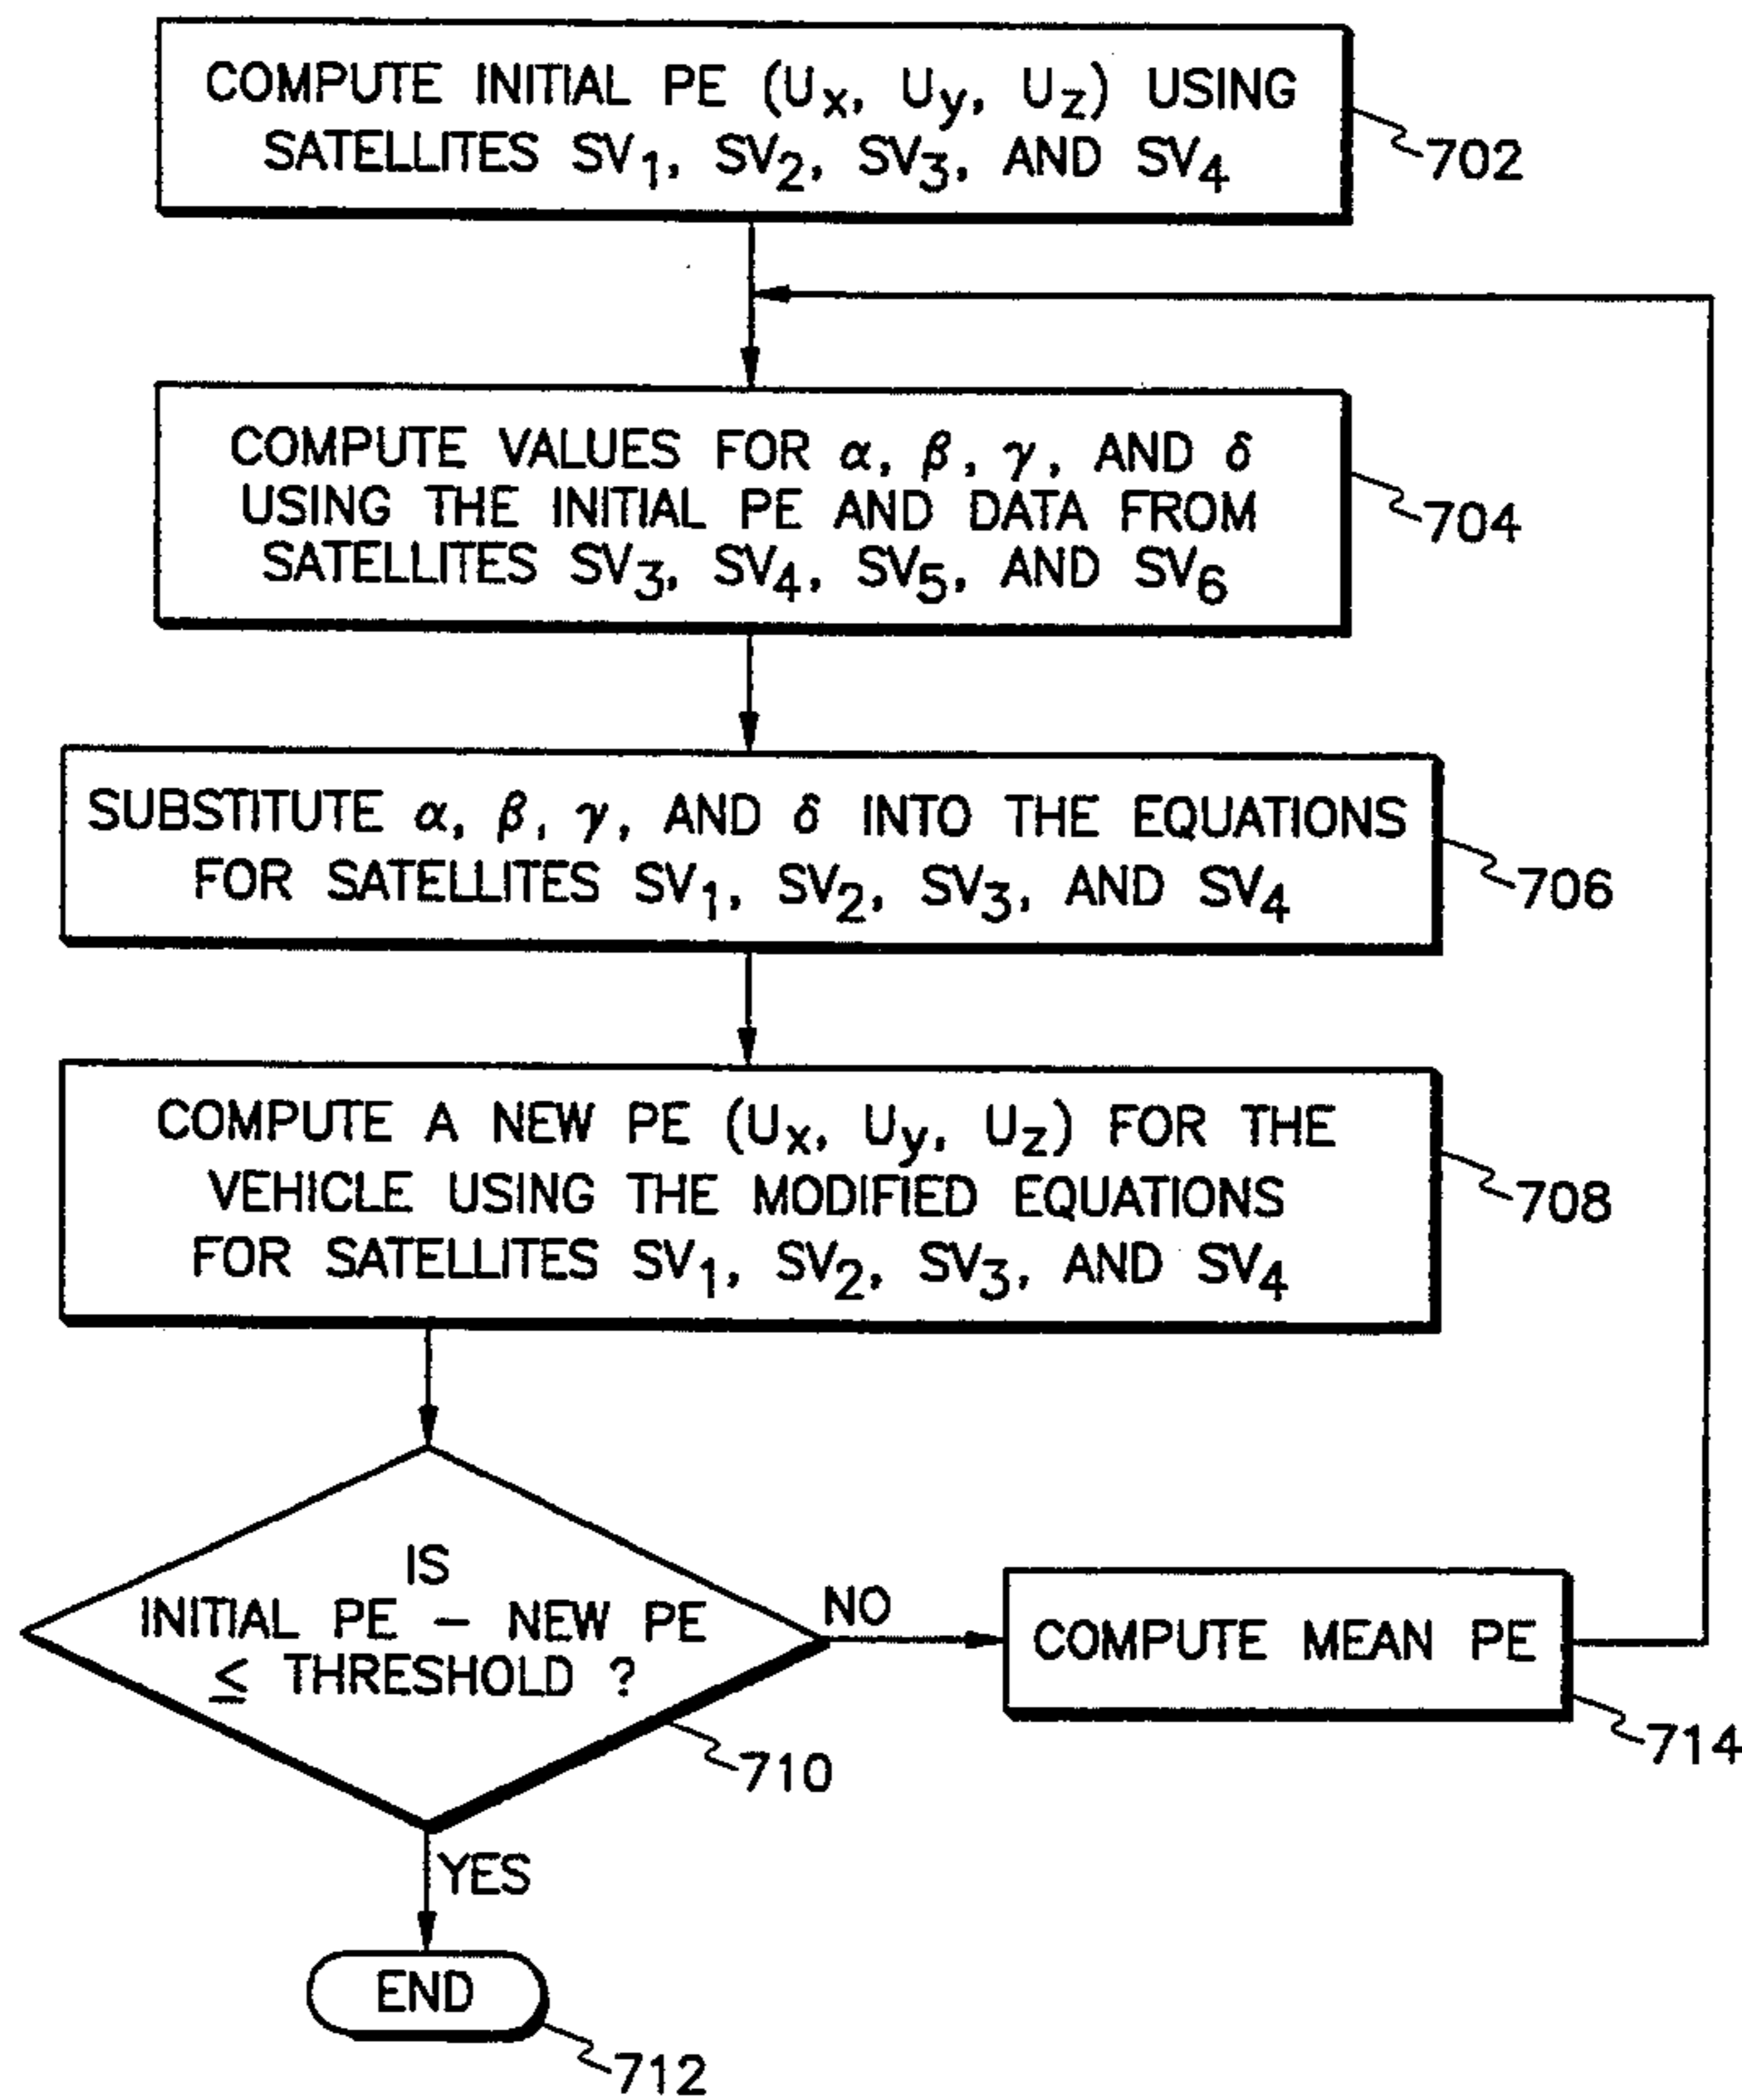 COMPUTE INITIAL PE (Ux, Uy, Uz) USING
SATELLITES SV1, SV2, SV3, AND SV4
702
COMPUTE VALUES FOR α, β, γ, AND δ
USING THE INITIAL PE AND DATA FROM
SATELLITES SV3, SV4, SV5, AND SV6
704
SUBSTITUTE α, β, γ, AND δ INTO THE EQUATIONS
FOR SATELLITES SV1, SV2, SV3, AND SV4
706
COMPUTE A NEW PE (Ux, Uy, Uz) FOR THE
VEHICLE USING THE MODIFIED EQUATIONS
FOR SATELLITES SV1, SV2, SV3, AND SV4
708
IS
INITIAL PE – NEW PE
≤ THRESHOLD ?
710
NO
COMPUTE MEAN PE
714
YES
END
712